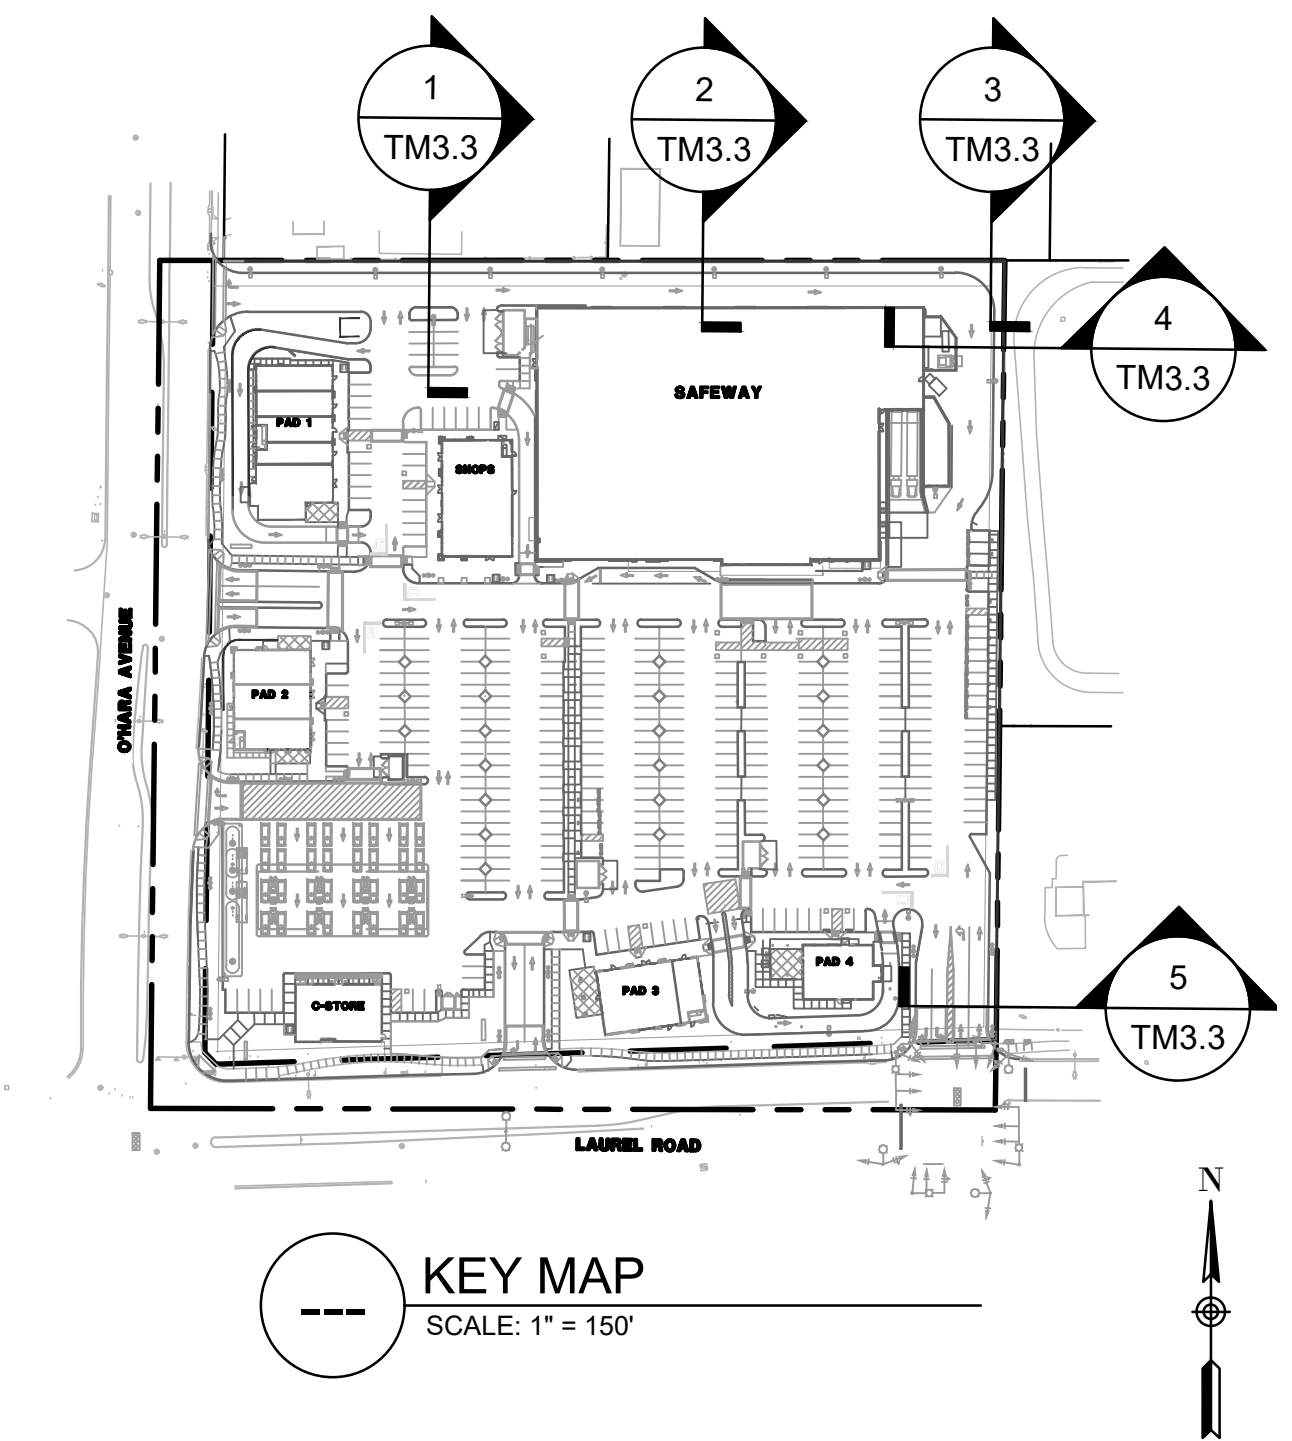 1
TM3.3
2
TM3.3
3
TM3.3
4
TM3.3
SAFEWAY
PAD 1
SHOPS
O'HARA AVENUE
PAD 2
PAD 4
PAD 3
C-STORE
5
TM3.3
LAUREL ROAD
N
KEY MAP
SCALE: 1" = 150'